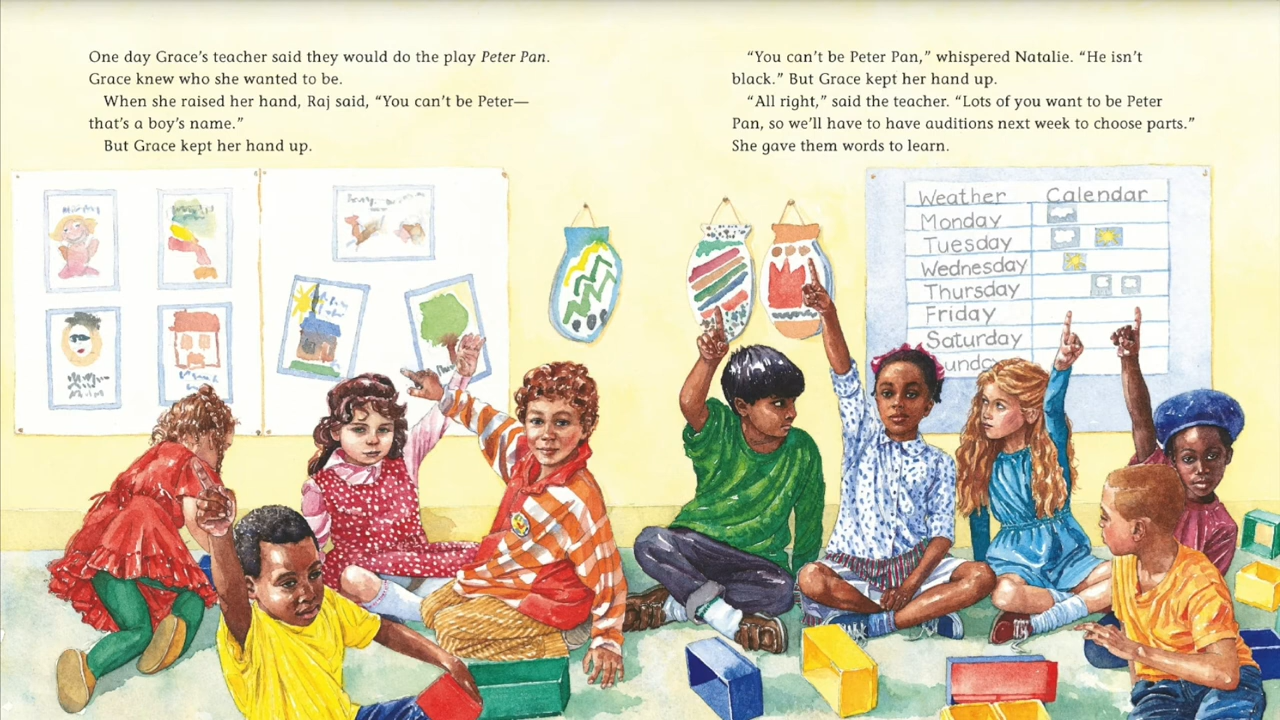 One day Grace’s teacher said they would do the play Peter Pan.
Grace knew who she wanted to be.
When she raised her hand, Raj said, “You can’t be Peter—
that’s a boy’s name.”
But Grace kept her hand up.
“You can’t be Peter Pan,” whispered Natalie. “He isn’t
black.” But Grace kept her hand up.
“All right,” said the teacher. “Lots of you want to be Peter
Pan, so we’ll have to have auditions next week to choose parts.”
She gave them words to learn.
Weather Calendar
Monday
Tuesday
Wednesday
Thursday
Friday
Saturday